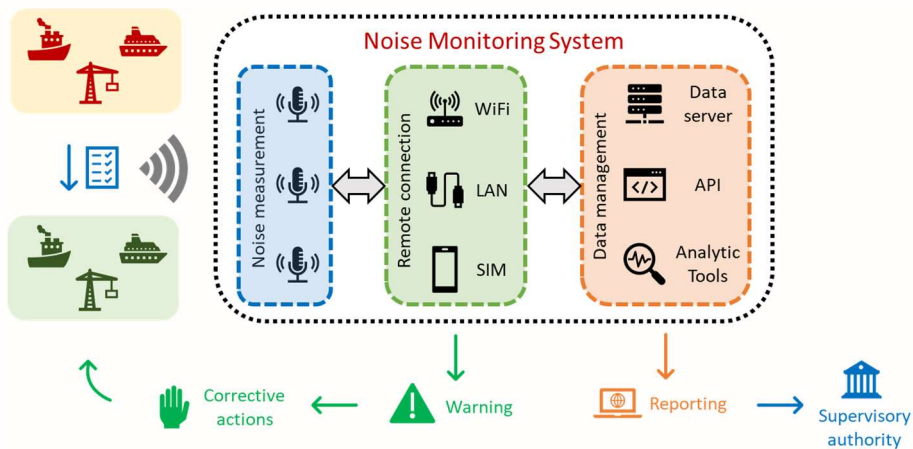 Noise Monitoring System
Noise measurement
Remote connection
WiFi
LAN
SIM
Data management
Data
server
API
Analytic
Tools
Corrective
actions
Warning
Reporting
Supervisory
authority